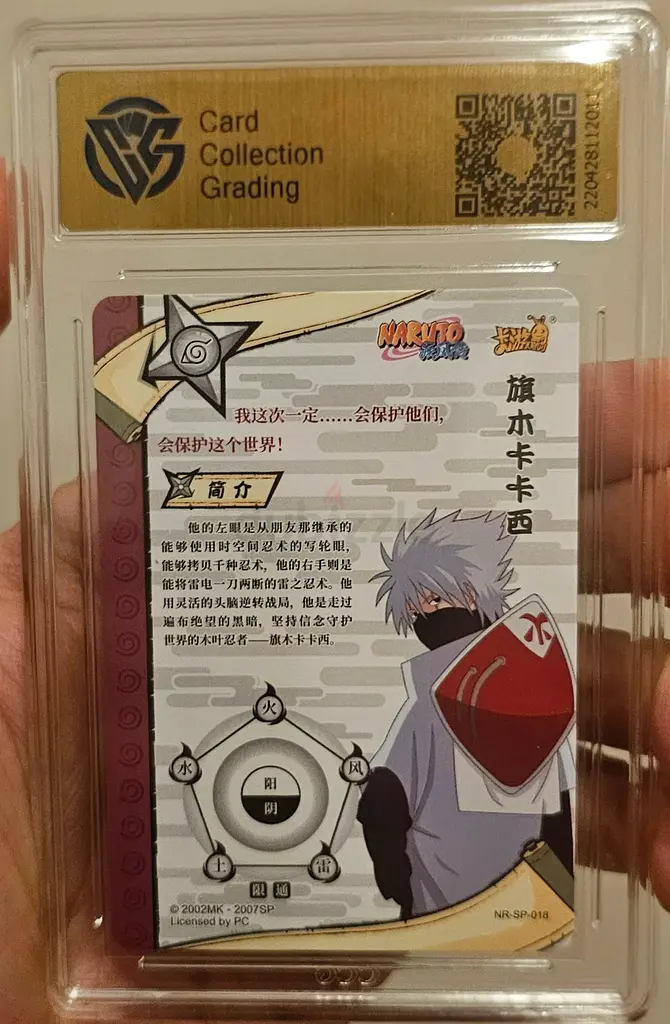 Card
Collection
Grading
220428112011
NARUTO
卡游
®
旗木卡卡西
我这次一定……会保护他们，
会保护这个世界！
简介
他的左眼是从朋友那继承的
能够使用时空间忍术的写轮眼，
能够拷贝千种忍术，他的右手则是
能将雷电一刀两断的雷之忍术。他
用灵活的头脑逆转战局，他是走过
遍布绝望的黑暗，坚持信念守护
世界的木叶忍者——旗木卡卡西。
火
水
风
阳
阴
土
雷
限 通
© 2002MK - 2007SP
Licensed by PC
NR-SP-018